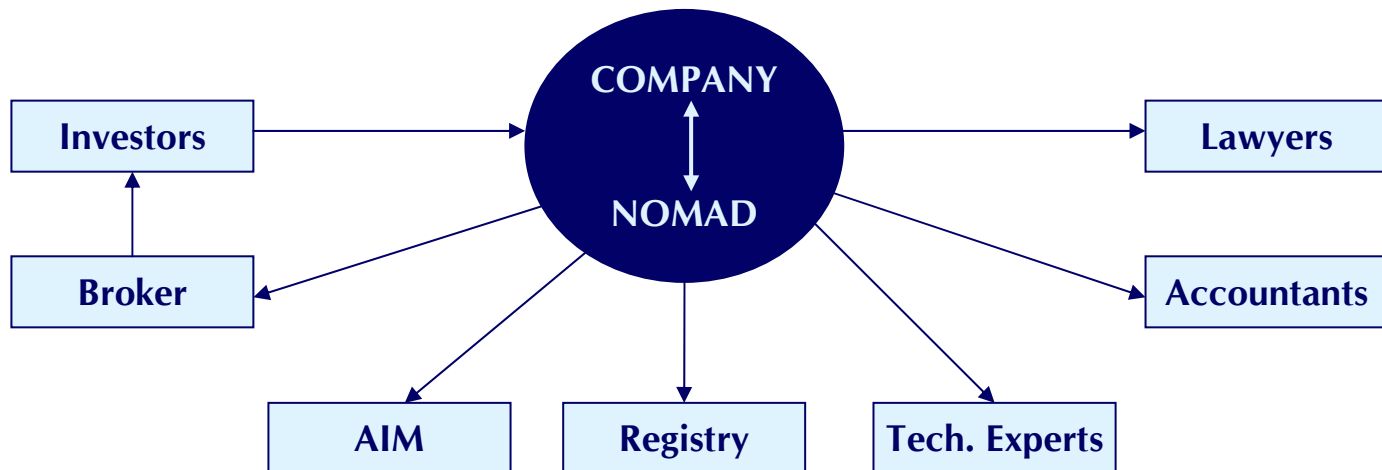 COMPANY
Investors
Lawyers
NOMAD
Broker
Accountants
AIM
Registry
Tech. Experts